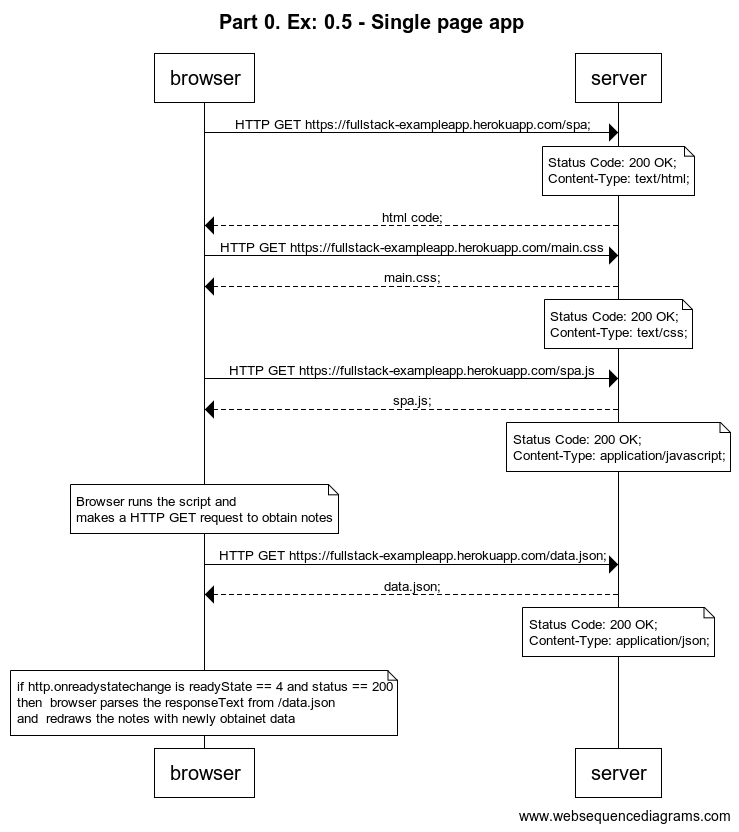 Part 0. Ex: 0.5 - Single page app
browser
server
HTTP GET https://fullstack-exampleapp.herokuapp.com/spa;
Status Code: 200 OK;
Content-Type: text/html;
html code;
HTTP GET https://fullstack-exampleapp.herokuapp.com/main.css
main.css;
Status Code: 200 OK;
Content-Type: text/css;
HTTP GET https://fullstack-exampleapp.herokuapp.com/spa.js
spa.js;
Status Code: 200 OK;
Content-Type: application/javascript;
Browser runs the script and
makes a HTTP GET request to obtain notes
HTTP GET https://fullstack-exampleapp.herokuapp.com/data.json;
data.json;
Status Code: 200 OK;
Content-Type: application/json;
if http.onreadystatechange is readyState == 4 and status == 200
then  browser parses the responseText from /data.json
and  redraws the notes with newly obtainet data
browser
server
www.websequencediagrams.com